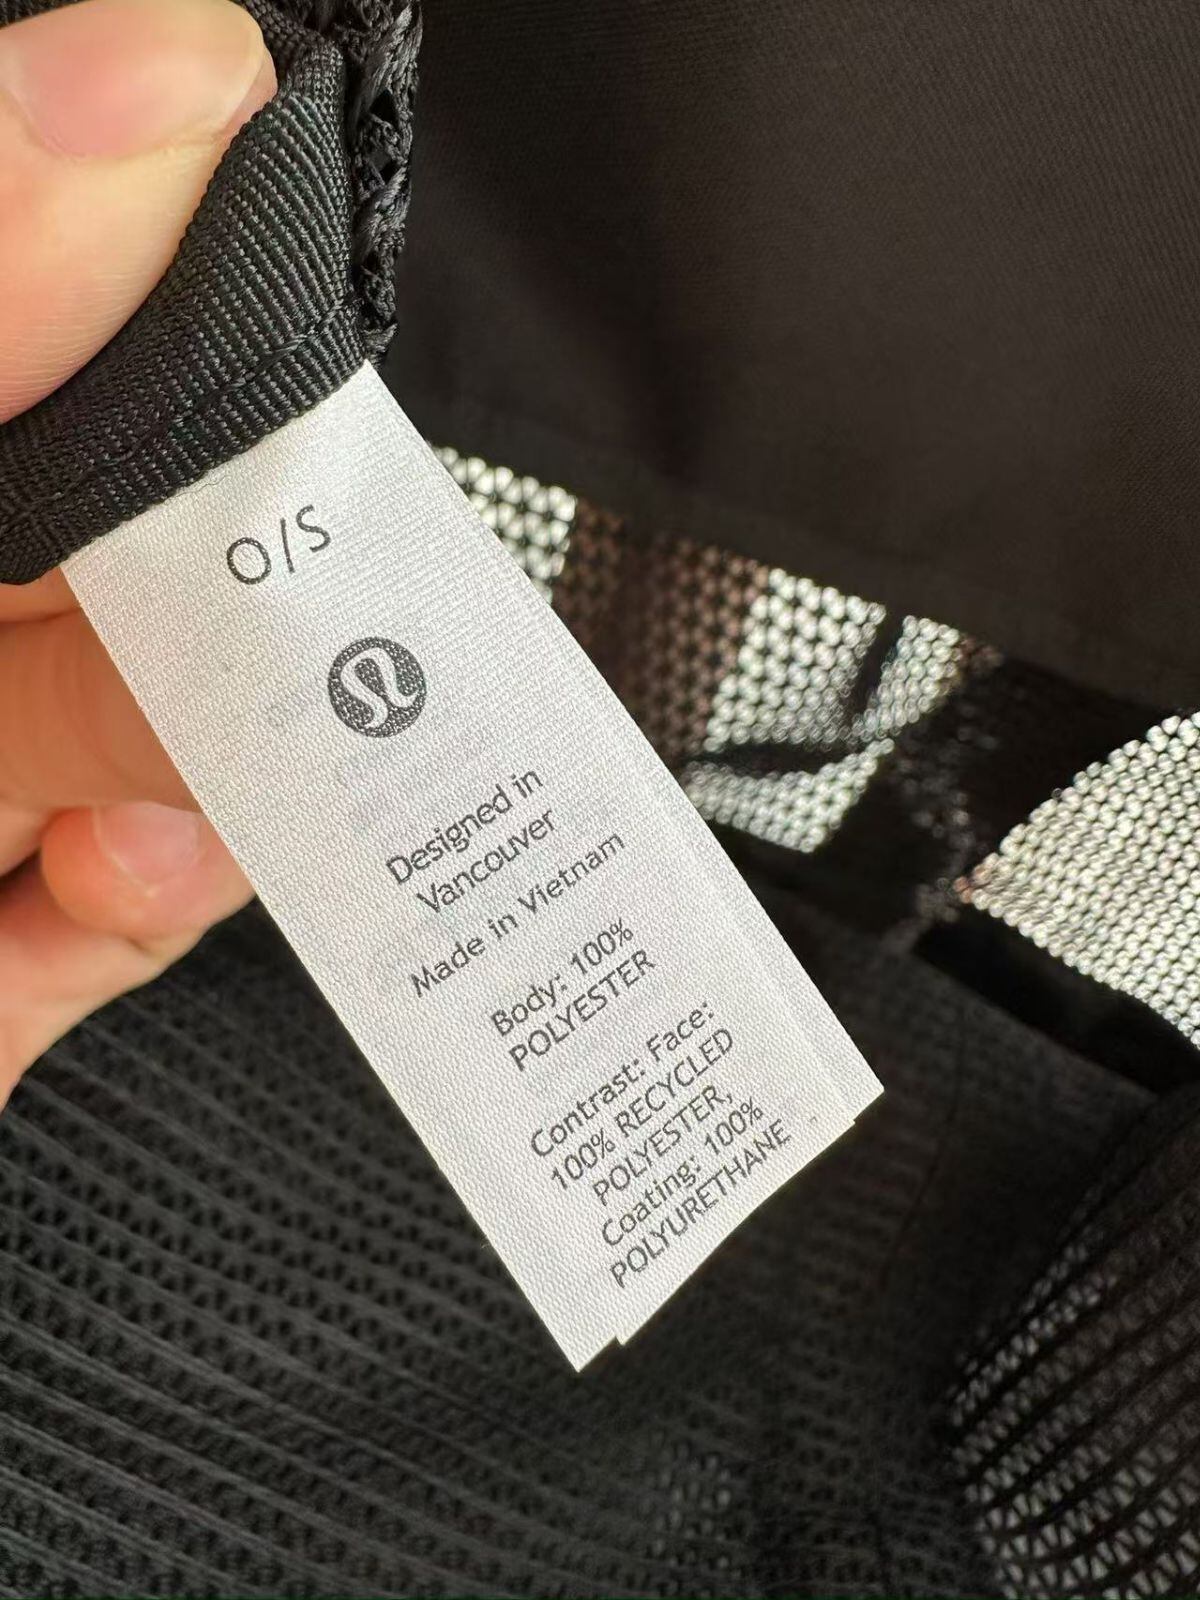 O/S
Designed in
Vancouver
Made in Vietnam
Body: 100%
POLYESTER
Contrast: Face:
100% RECYCLED
POLYESTER,
Coating: 100%
POLYURETHANE